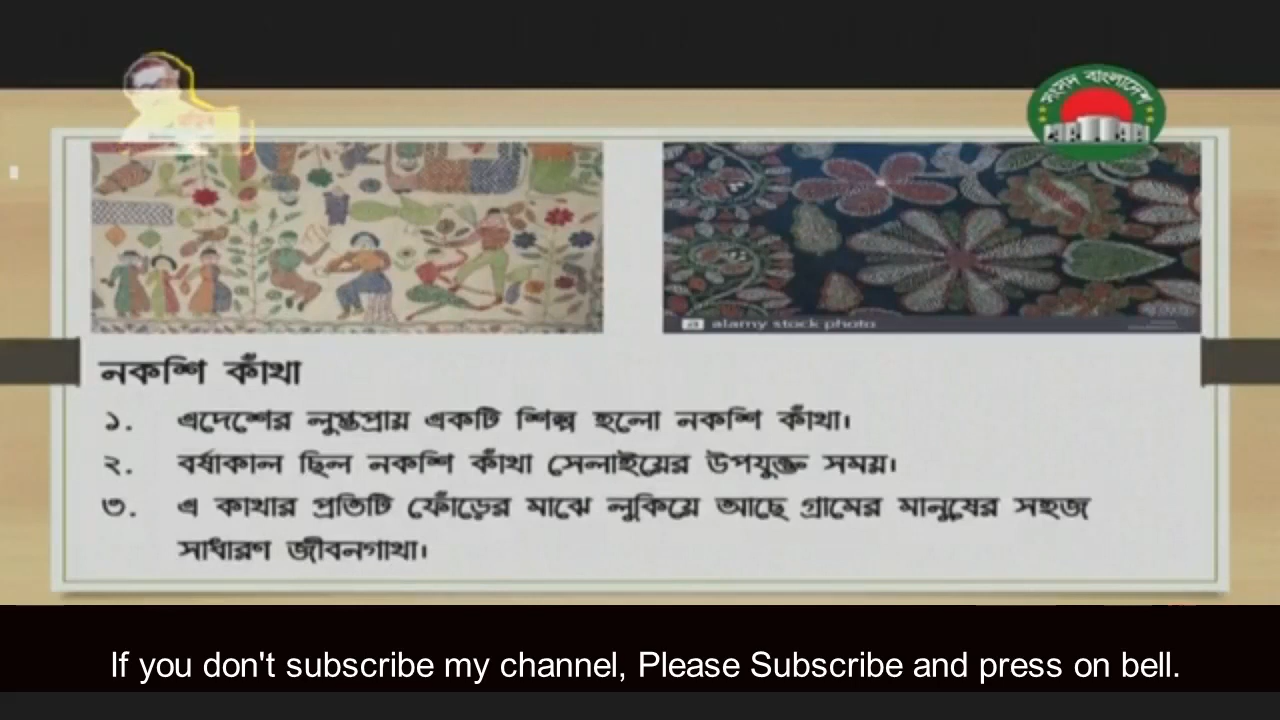 সংসদ বাংলাদেশ
a alamy stock photo
নকশি কাঁথা
১. এদেশের লুপ্তপ্রায় একটি শিল্প হলো নকশি কাঁথা।
২. বর্ষাকাল ছিল নকশি কাঁথা সেলাইয়ের উপযুক্ত সময়।
৩. এ কাথার প্রতিটি ফোঁড়ের মাঝে লুকিয়ে আছে গ্রামের মানুষের সহজ
সাধারণ জীবনগাথা।
If you don't subscribe my channel, Please Subscribe and press on bell.